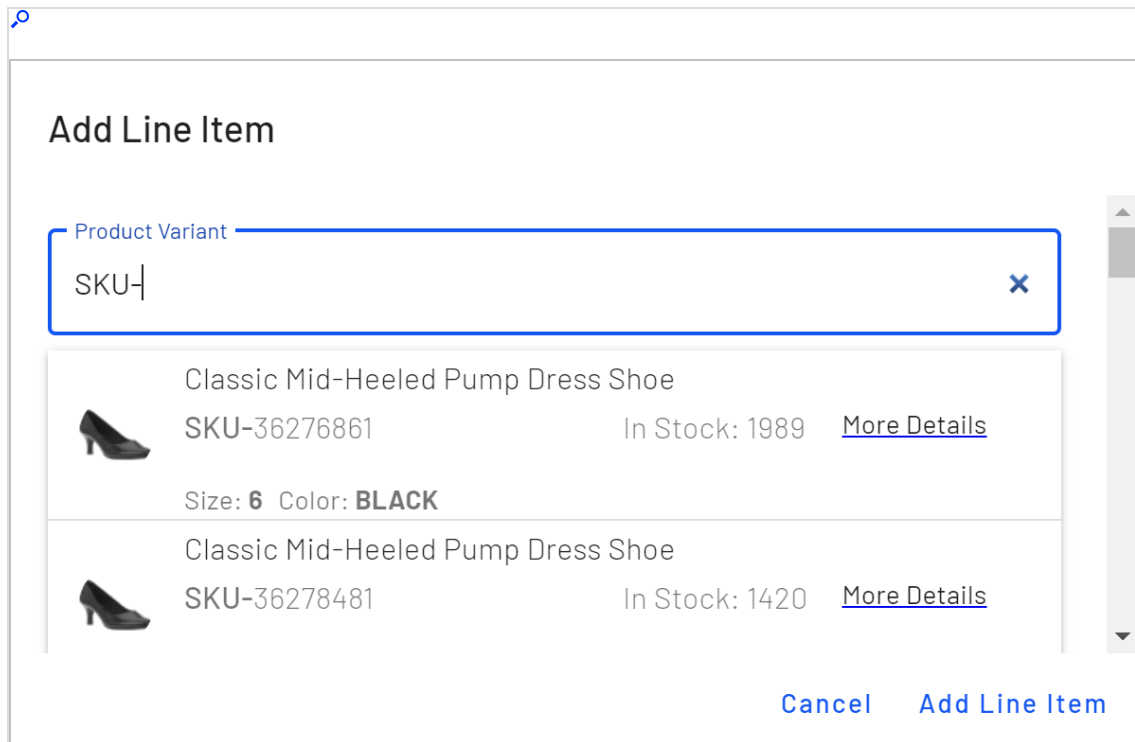 Add Line Item
Product Variant
SKU-
Classic Mid-Heeled Pump Dress Shoe
SKU-36276861 In Stock: 1989 More Details
Size: 6 Color: BLACK
Classic Mid-Heeled Pump Dress Shoe
SKU-36278481 In Stock: 1420 More Details
Cancel Add Line Item